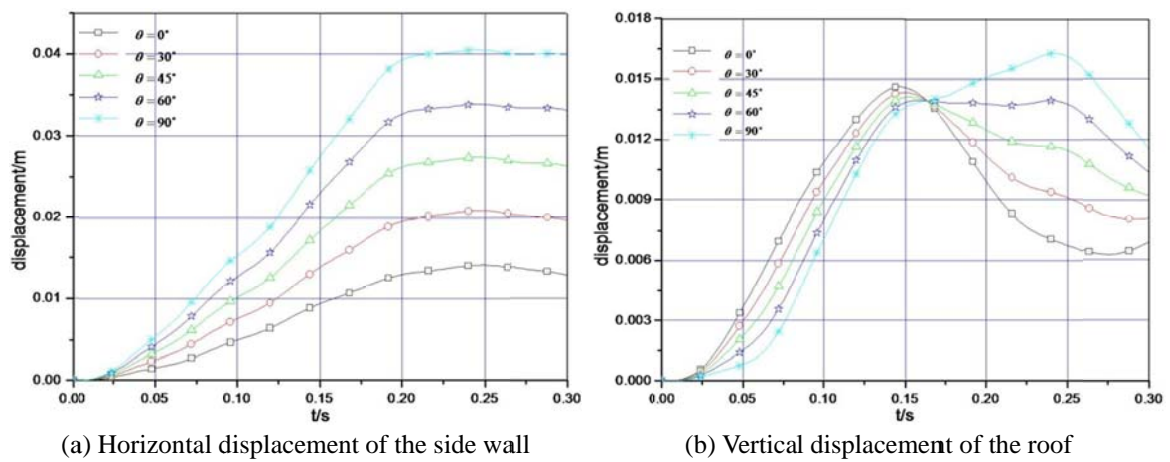 0.04
0.03
0.02
0.01
0.00
displacement/m
θ = 0°
θ = 30°
θ = 45°
θ = 60°
θ = 90°
0.00 0.05 0.10 0.15 0.20 0.25 0.30
t/s
(a) Horizontal displacement of the side wall
0.018
0.015
0.012
0.009
0.006
0.003
0.000
displacement/m
θ = 0°
θ = 30°
θ = 45°
θ = 60°
θ = 90°
0.00 0.05 0.10 0.15 0.20 0.25 0.30
t/s
(b) Vertical displacement of the roof